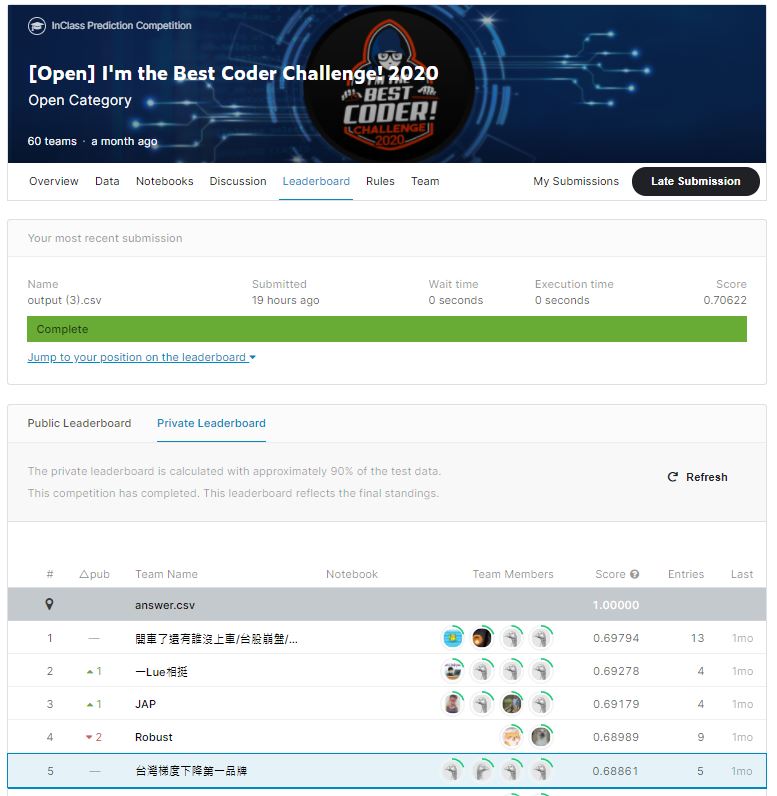 InClass Prediction Competition
[Open] I'm the Best Coder Challenge! 2020
Open Category
I'M THE
BEST
CODER!
CHALLENGE
2020
60 teams · a month ago
Overview Data Notebooks Discussion Leaderboard Rules Team My Submissions Late Submission
Your most recent submission
Name Submitted Wait time Execution time Score
output (3).csv 19 hours ago 0 seconds 0 seconds 0.70622
Complete
Jump to your position on the leaderboard
Public Leaderboard Private Leaderboard
The private leaderboard is calculated with approximately 90% of the test data.
This competition has completed. This leaderboard reflects the final standings.
Refresh
# △pub Team Name Notebook Team Members Score Entries Last
answer.csv 1.00000
1 — 開車了還有誰沒上車/台股崩盤/... 0.69794 13 1mo
2 1 一Lue相挺 0.69278 4 1mo
3 1 JAP 0.69179 4 1mo
4 2 Robust 0.68989 9 1mo
5 — 台灣梯度下降第一品牌 0.68861 5 1mo